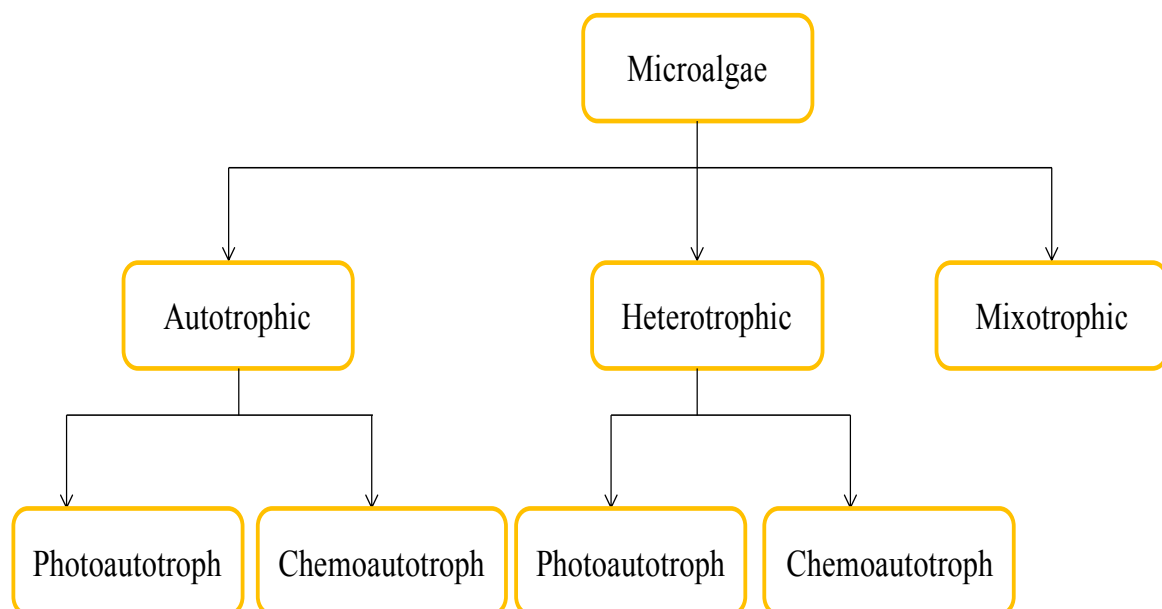 Microalgae
Autotrophic
Heterotrophic
Mixotrophic
Photoautotroph
Chemoautotroph
Photoautotroph
Chemoautotroph